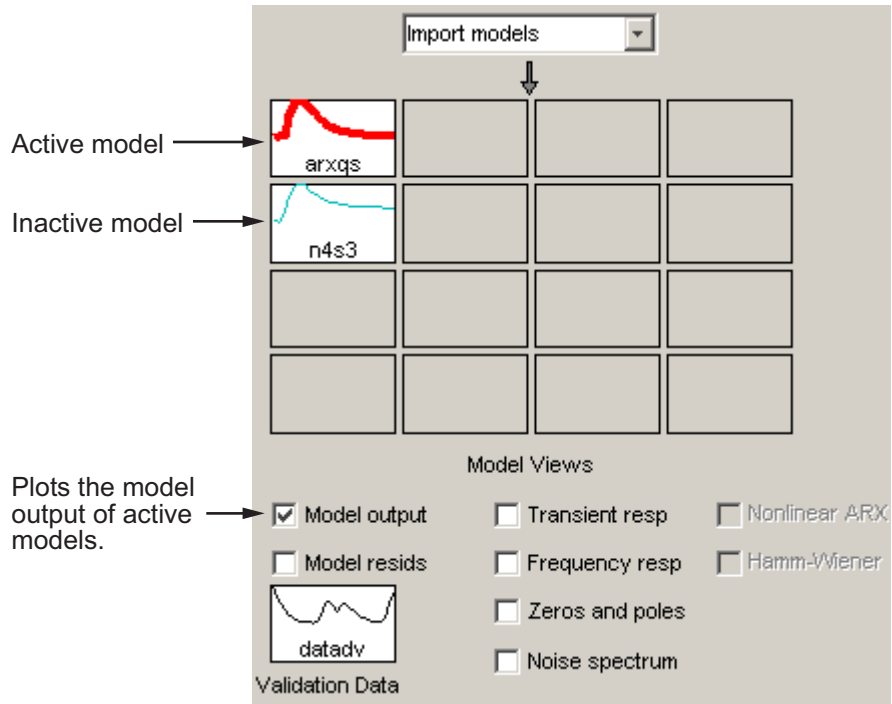 Import models
Active model
arxqs
Inactive model
n4s3
Model Views
Plots the model
output of active
models.
Model output
Transient resp
Nonlinear ARX
Model resids
Frequency resp
Hamm-Wiener
Zeros and poles
datadv
Noise spectrum
Validation Data